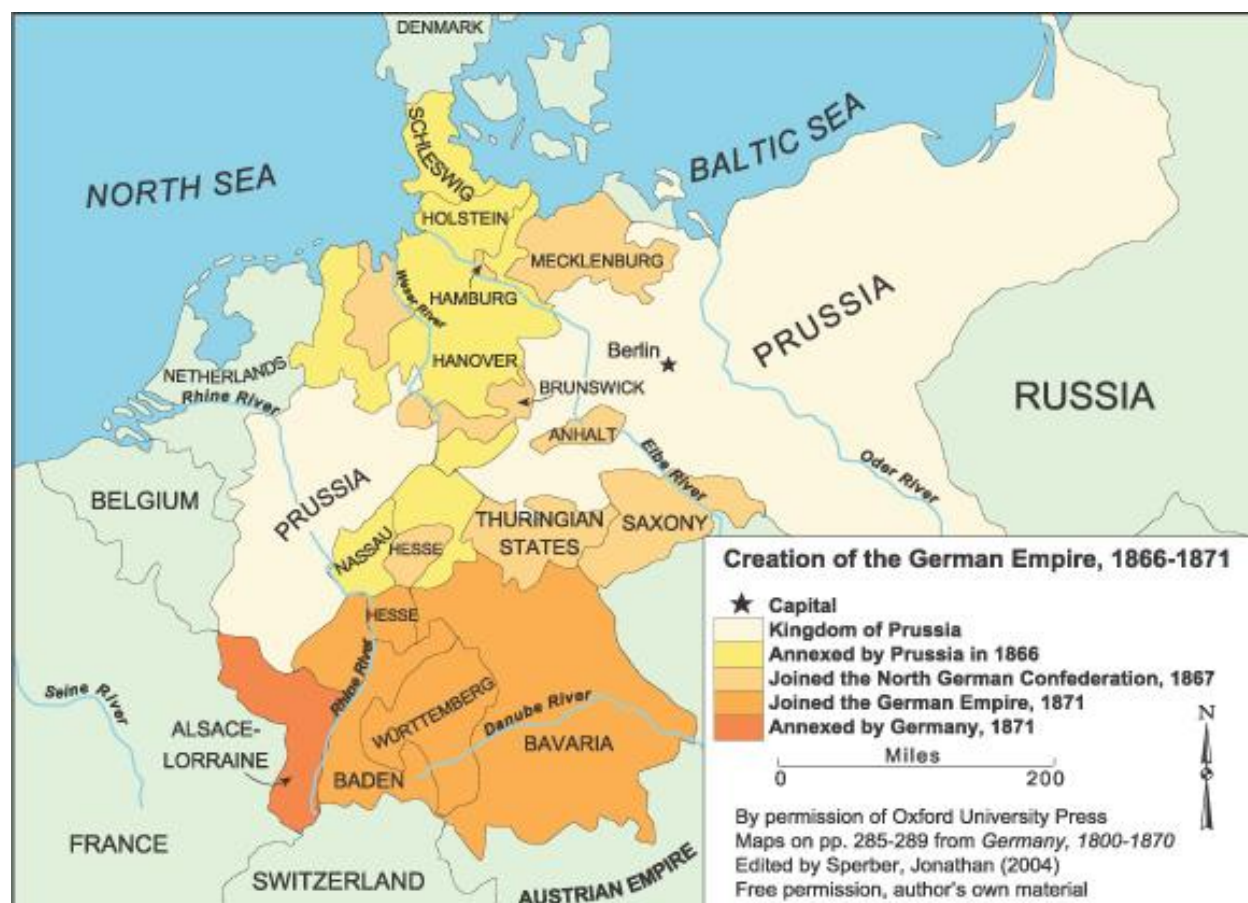 DENMARK
NORTH SEA
BALTIC SEA
SCHLESWIG
HOLSTEIN
MECKLENBURG
HAMBURG
Weser River
PRUSSIA
Berlin
HANOVER
NETHERLANDS
Rhine River
BRUNSWICK
RUSSIA
ANHALT
Elbe River
Oder River
BELGIUM
PRUSSIA
THURINGIAN
STATES
SAXONY
NASSAU
HESSE
HESSE
Rhine River
Seine River
ALSACE-
LORRAINE
WÜRTTEMBERG
Danube River
BAVARIA
BADEN
FRANCE
SWITZERLAND
AUSTRIAN EMPIRE
Creation of the German Empire, 1866-1871
Capital
Kingdom of Prussia
Annexed by Prussia in 1866
Joined the North German Confederation, 1867
Joined the German Empire, 1871
Annexed by Germany, 1871
N
Miles
0 200
By permission of Oxford University Press
Maps on pp. 285-289 from Germany, 1800-1870
Edited by Sperber, Jonathan (2004)
Free permission, author's own material